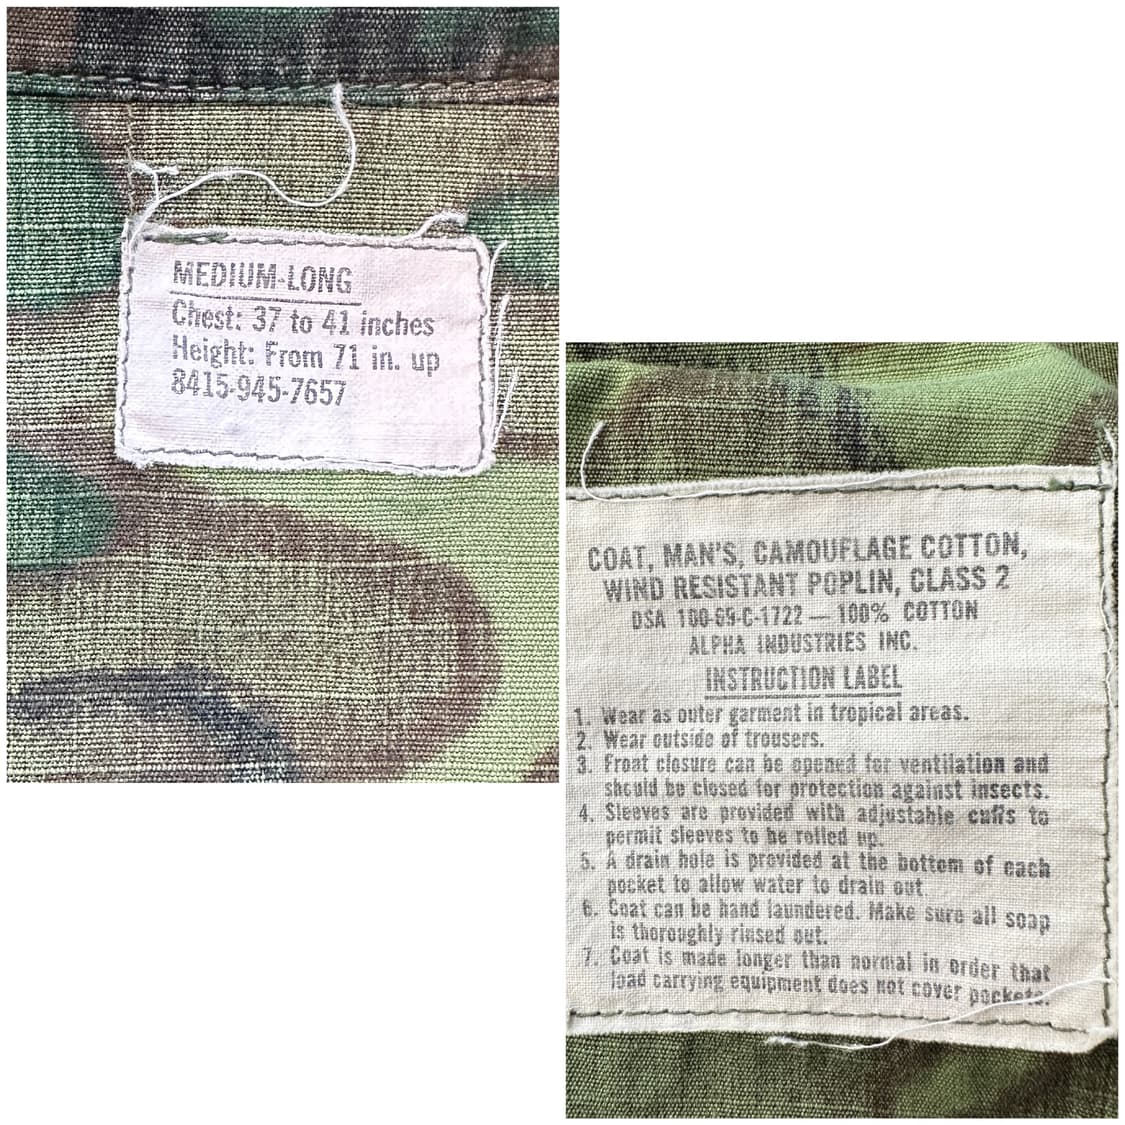 MEDIUM-LONG
Chest: 37 to 41 inches
Height: From 71 in. up
8415-945-7657
COAT, MAN'S, CAMOUFLAGE COTTON,
WIND RESISTANT POPLIN, CLASS 2
DSA 100-69-C-1722 — 100% COTTON
ALPHA INDUSTRIES INC.
INSTRUCTION LABEL
1. Wear as outer garment in tropical areas.
2. Wear outside of trousers.
3. Front closure can be opened for ventilation and
should be closed for protection against insects.
4. Sleeves are provided with adjustable cuffs to
permit sleeves to be rolled up.
5. A drain hole is provided at the bottom of each
pocket to allow water to drain out
6. Coat can be hand laundered. Make sure all soap
is thoroughly rinsed out.
7. Coat is made longer than normal in order that
load carrying equipment does not cover pockets.